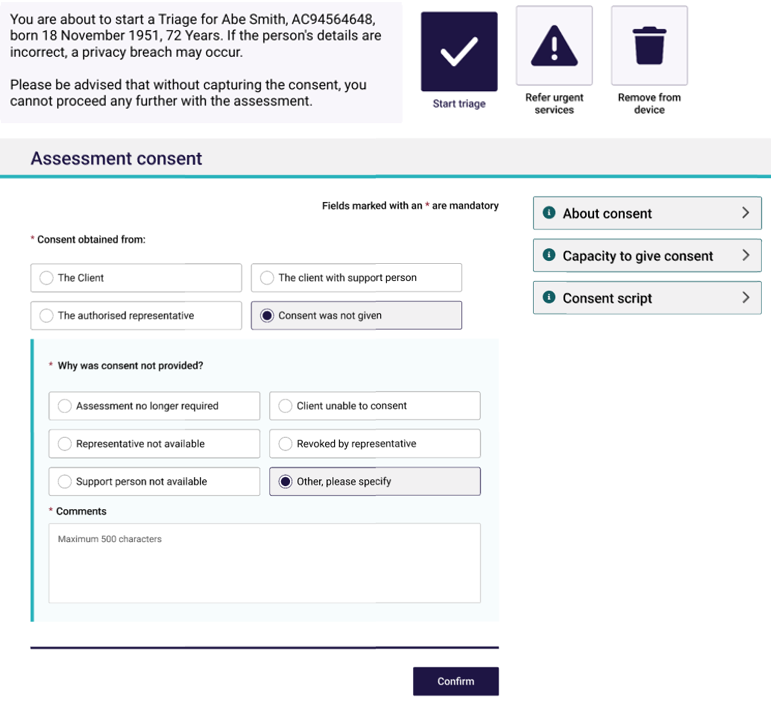 You are about to start a Triage for Abe Smith, AC94564648,
born 18 November 1951, 72 Years. If the person's details are
incorrect, a privacy breach may occur.
Please be advised that without capturing the consent, you
cannot proceed any further with the assessment.
Start triage
Refer urgent
services
Remove from
device
Assessment consent
Fields marked with an * are mandatory
* Consent obtained from:
The Client
The client with support person
The authorised representative
Consent was not given
* Why was consent not provided?
Assessment no longer required
Client unable to consent
Representative not available
Revoked by representative
Support person not available
Other, please specify
* Comments
Maximum 500 characters
Confirm
About consent
Capacity to give consent
Consent script